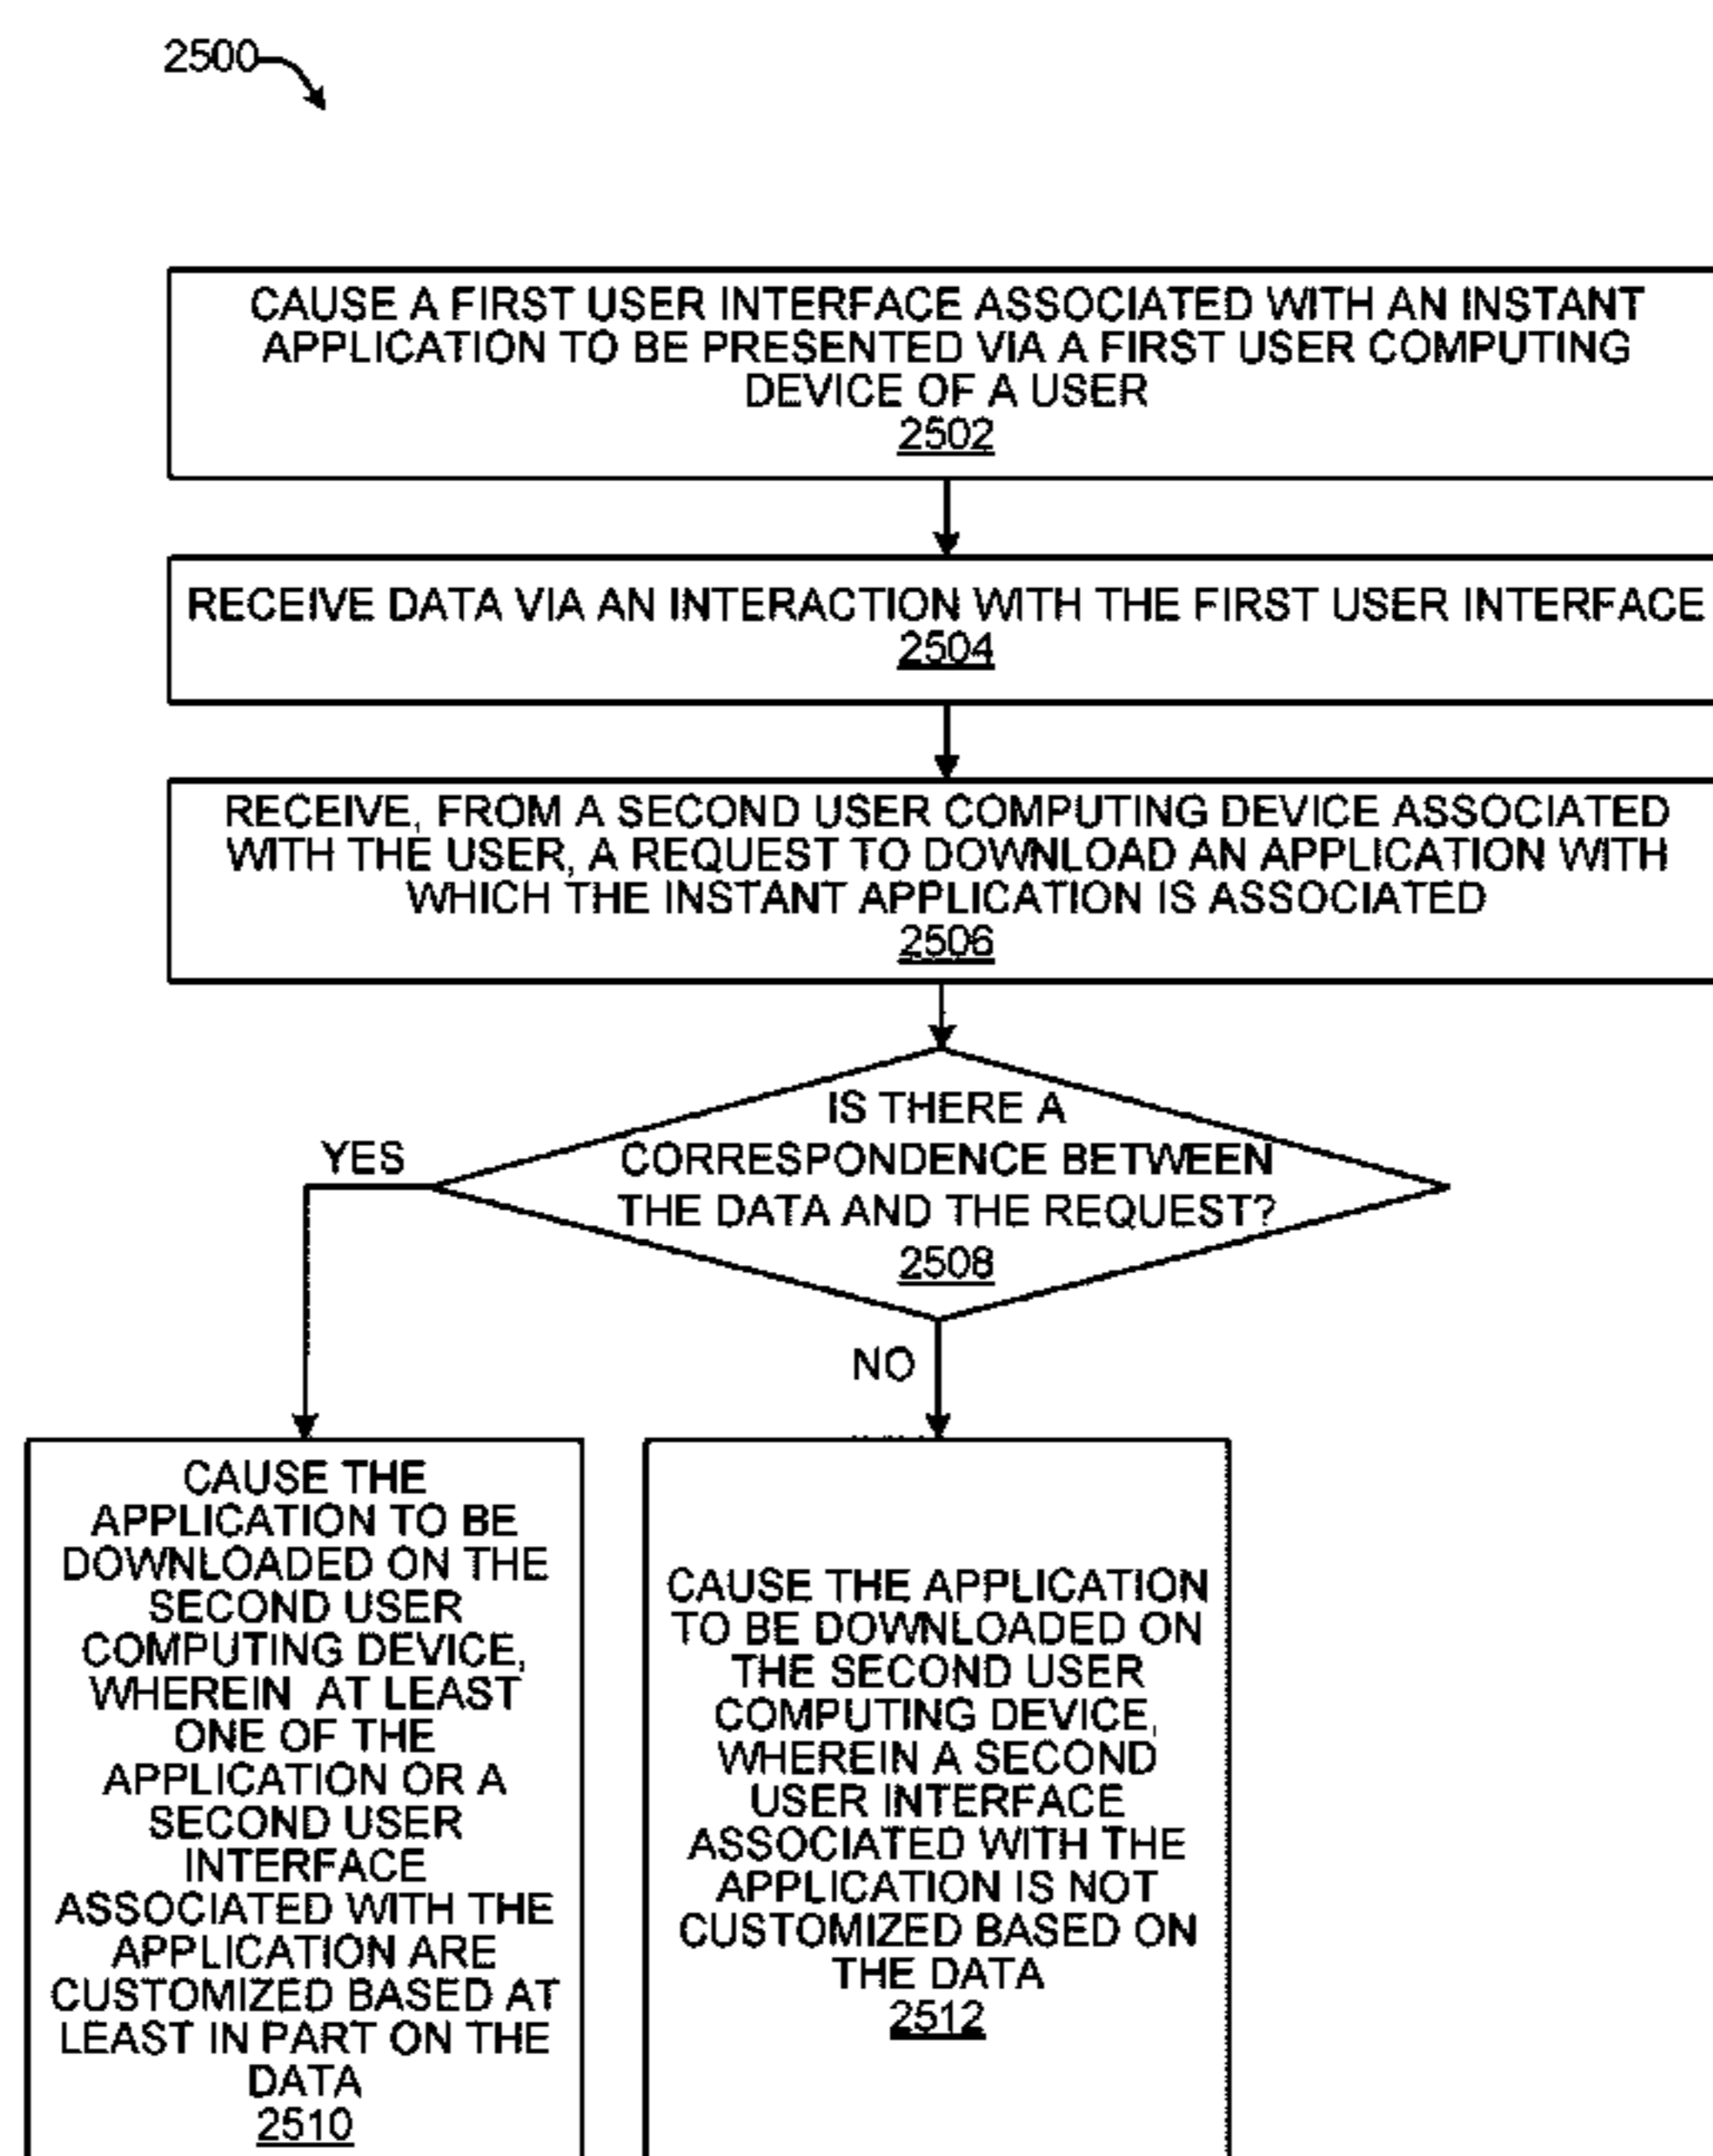 2500
CAUSE A FIRST USER INTERFACE ASSOCIATED WITH AN INSTANT
APPLICATION TO BE PRESENTED VIA A FIRST USER COMPUTING
DEVICE OF A USER
2502
RECEIVE DATA VIA AN INTERACTION WITH THE FIRST USER INTERFACE
2504
RECEIVE, FROM A SECOND USER COMPUTING DEVICE ASSOCIATED
WITH THE USER, A REQUEST TO DOWNLOAD AN APPLICATION WITH
WHICH THE INSTANT APPLICATION IS ASSOCIATED
2506
IS THERE A
CORRESPONDENCE BETWEEN
THE DATA AND THE REQUEST?
2508
YES
NO
CAUSE THE
APPLICATION TO BE
DOWNLOADED ON THE
SECOND USER
COMPUTING DEVICE,
WHEREIN AT LEAST
ONE OF THE
APPLICATION OR A
SECOND USER
INTERFACE
ASSOCIATED WITH THE
APPLICATION ARE
CUSTOMIZED BASED AT
LEAST IN PART ON THE
DATA
2510
CAUSE THE APPLICATION
TO BE DOWNLOADED ON
THE SECOND USER
COMPUTING DEVICE,
WHEREIN A SECOND
USER INTERFACE
ASSOCIATED WITH THE
APPLICATION IS NOT
CUSTOMIZED BASED ON
THE DATA
2512